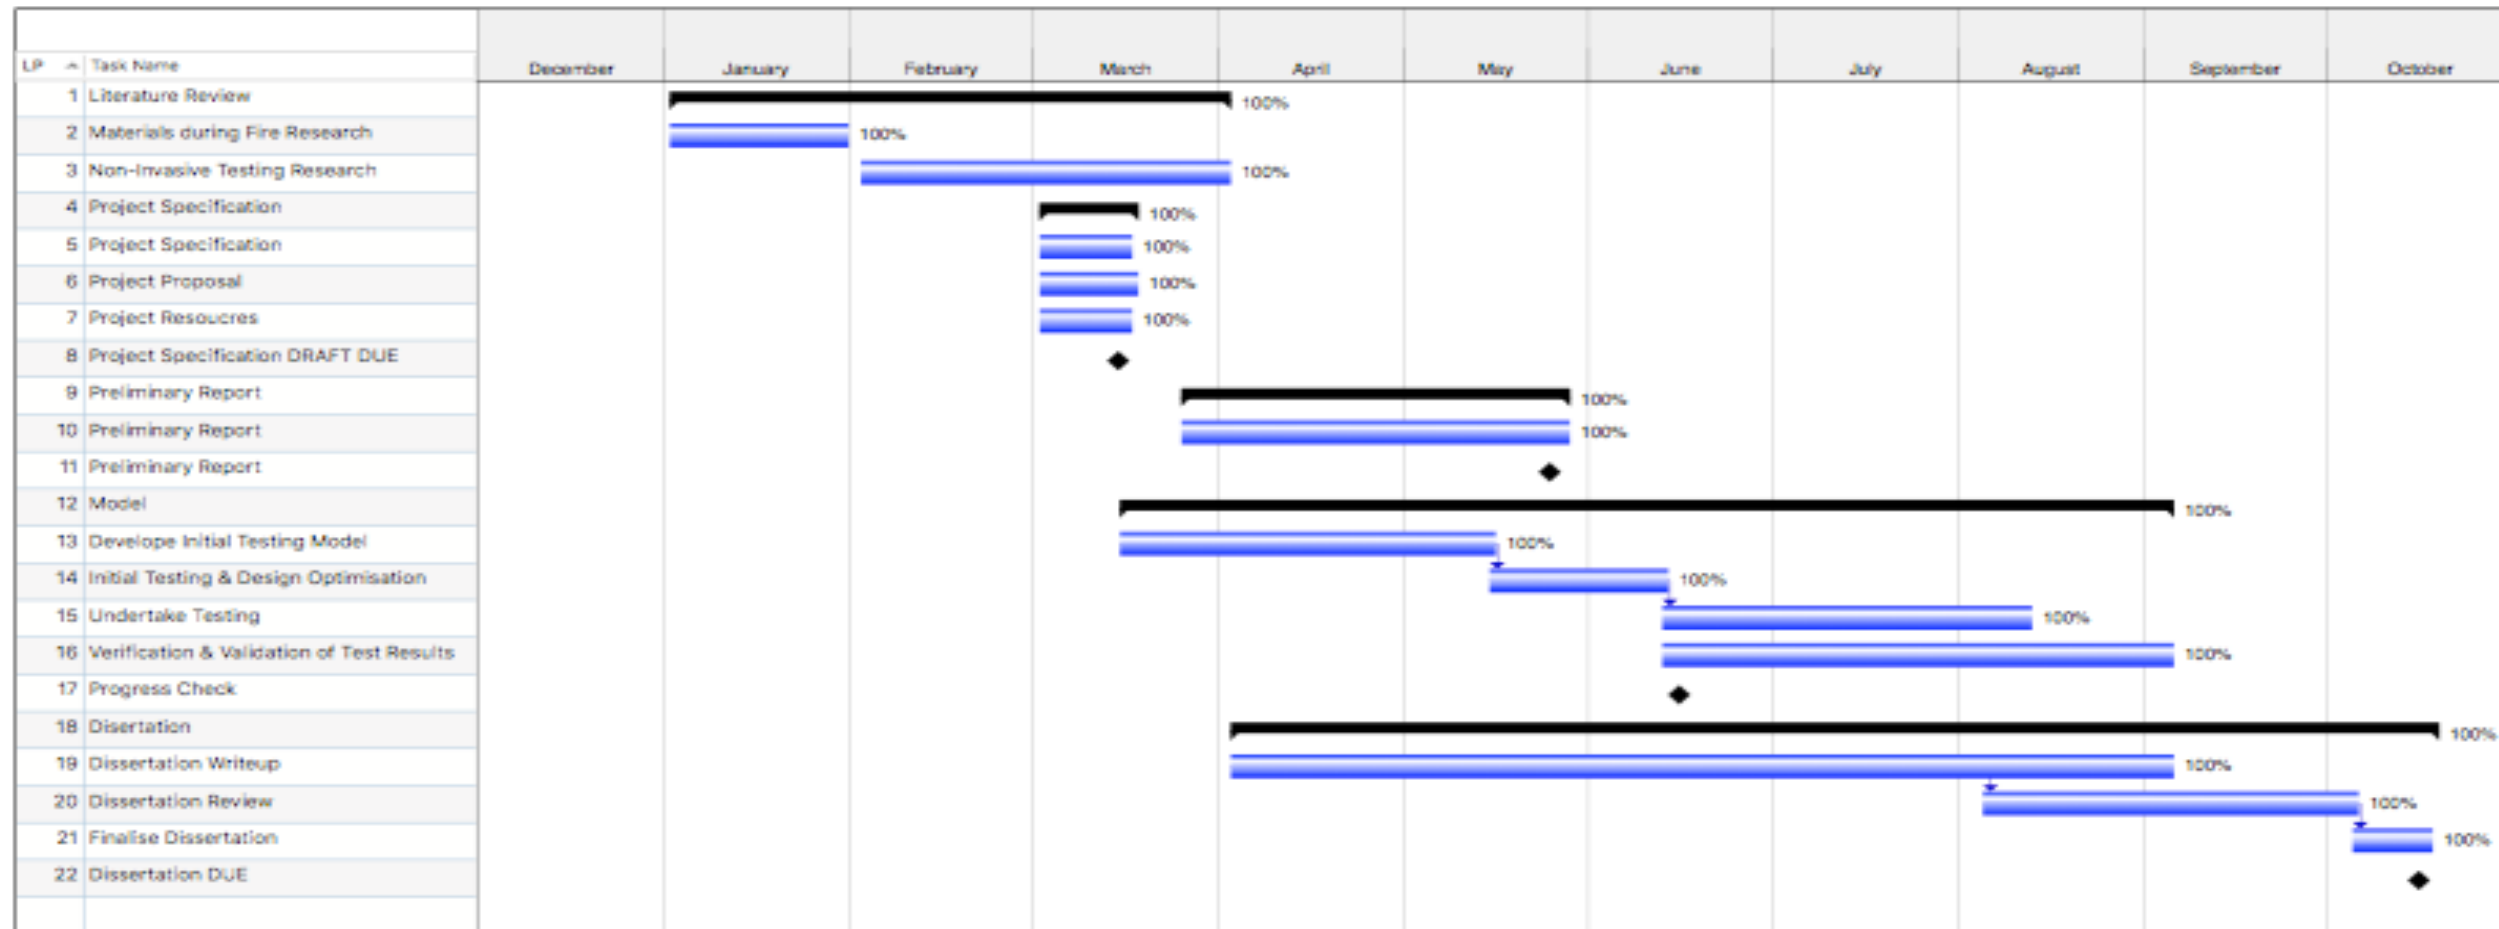 December January February March April May June July August September October
LP Task Name
1 Literature Review 100%
2 Materials during Fire Research 100%
3 Non-Invasive Testing Research 100%
4 Project Specification 100%
5 Project Specification 100%
6 Project Proposal 100%
7 Project Resoucres 100%
8 Project Specification DRAFT DUE
9 Preliminary Report 100%
10 Preliminary Report 100%
11 Preliminary Report
12 Model 100%
13 Develope Initial Testing Model 100%
14 Initial Testing & Design Optimisation 100%
15 Undertake Testing 100%
16 Verification & Validation of Test Results 100%
17 Progress Check
18 Disertation 100%
19 Dissertation Writeup 100%
20 Dissertation Review 100%
21 Finalise Dissertation 100%
22 Dissertation DUE